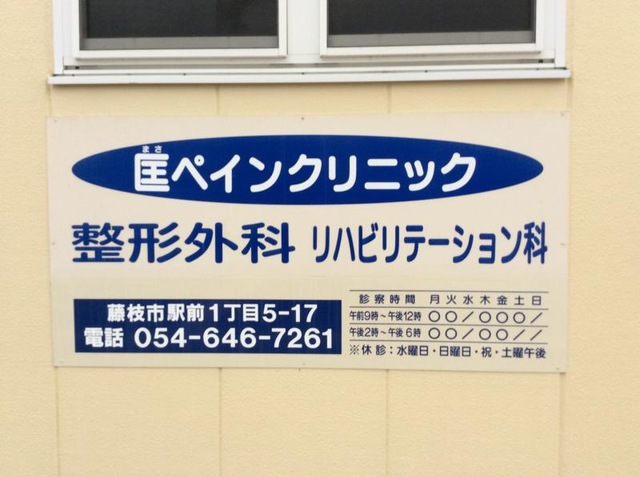 まさ
匡ペインクリニック
整形外科 リハビリテーション科
藤枝市駅前1丁目5-17
電話 054-646-7261
診察時間 月火水木金土日
午前9時～午後12時 ○○/○○○/
午後2時～午後6時 ○○/○○//
※休診：水曜日・日曜日・祝・土曜午後